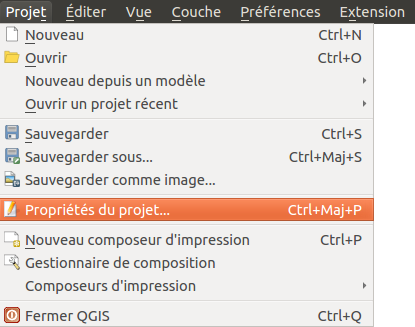 Projet Éditer Vue Couche Préférences Extension
Nouveau Ctrl+N
Ouvrir Ctrl+O
Nouveau depuis un modèle
Ouvrir un projet récent
Sauvegarder Ctrl+S
Sauvegarder sous... Ctrl+Maj+S
Sauvegarder comme image...
Propriétés du projet... Ctrl+Maj+P
Nouveau composeur d'impression Ctrl+P
Gestionnaire de composition
Composeurs d'impression
Fermer QGIS Ctrl+Q